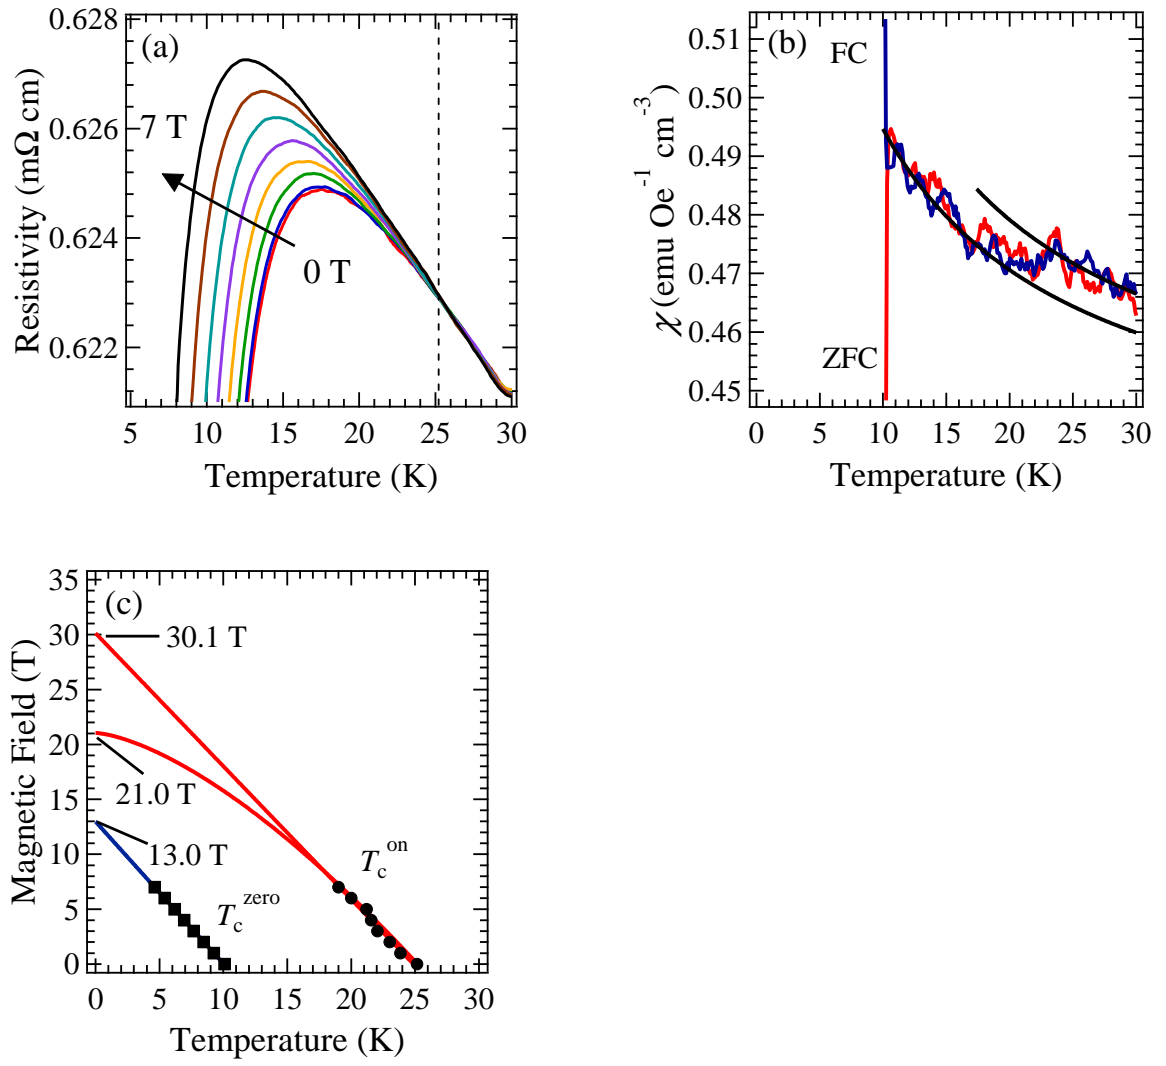 (a)
0.628
0.626
0.624
0.622
Resistivity (mΩ cm)
7 T
0 T
5 10 15 20 25 30
Temperature (K)
(b)
0.51
0.50
0.49
0.48
0.47
0.46
0.45
χ (emu Oe⁻¹ cm⁻³)
FC
ZFC
0 5 10 15 20 25 30
Temperature (K)
(c)
35
30
25
20
15
10
5
0
Magnetic Field (T)
30.1 T
21.0 T
13.0 T
T_c^on
T_c^zero
0 5 10 15 20 25 30
Temperature (K)